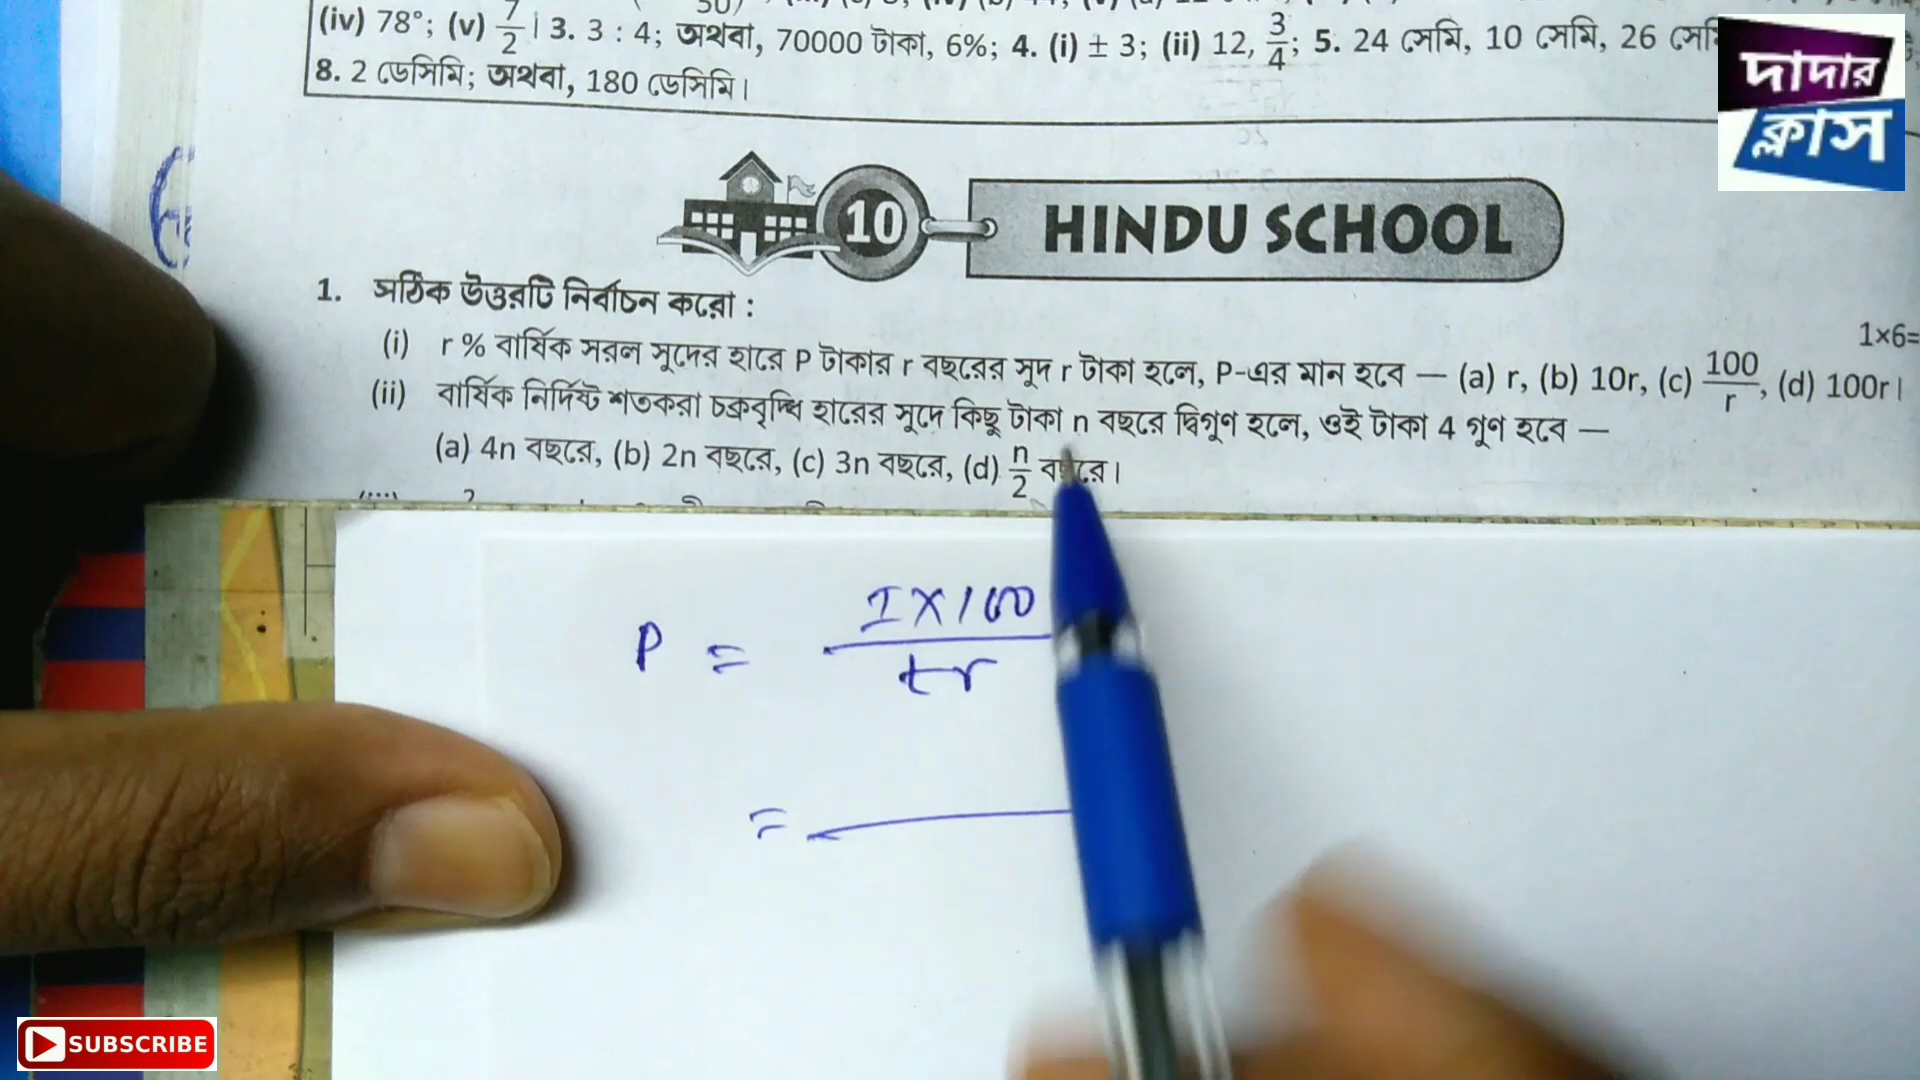 (iv) 78°; (v) 7/2 | 3. 3 : 4; অথবা, 70000 টাকা, 6%; 4. (i) ± 3; (ii) 12, 3/4; 5. 24 সেমি, 10 সেমি, 26
8. 2 ডেসিমি; অথবা, 180 ডেসিমি।
দাদার
ক্লাস
10 HINDU SCHOOL
1. সঠিক উত্তরটি নির্বাচন করো :
1×6=
(i) r % বার্ষিক সরল সুদের হারে P টাকার r বছরের সুদ r টাকা হলে, P-এর মান হবে — (a) r, (b) 10r, (c) 100/r, (d) 100r।
(ii) বার্ষিক নির্দিষ্ট শতকরা চক্রবৃদ্ধি হারের সুদে কিছু টাকা n বছরে দ্বিগুণ হলে, ওই টাকা 4 গুণ হবে —
(a) 4n বছরে, (b) 2n বছরে, (c) 3n বছরে, (d) n/2 বছরে।
P = I×100/tr
=
SUBSCRIBE